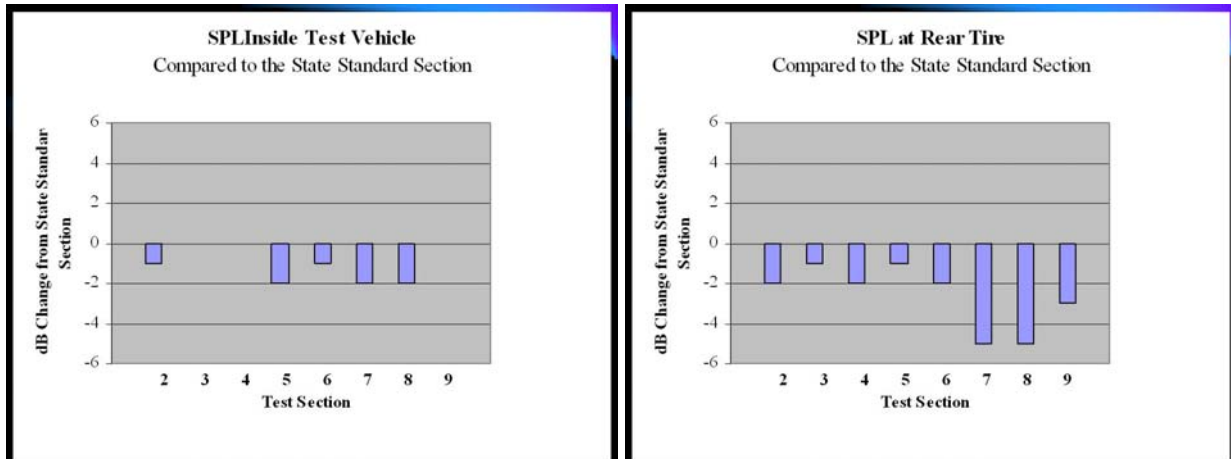 SPLInside Test Vehicle
Compared to the State Standard Section
dB Change from State Standar
Section
6
4
2
0
-2
-4
-6
2 3 4 5 6 7 8 9
Test Section
SPL at Rear Tire
Compared to the State Standard Section
dB Change from State Standar
Section
6
4
2
0
-2
-4
-6
2 3 4 5 6 7 8 9
Test Section